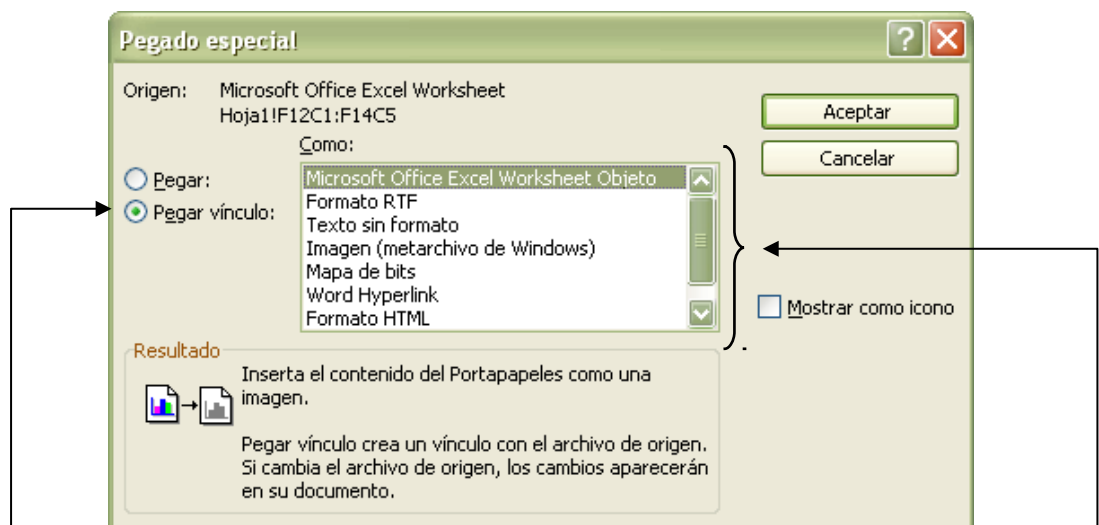 Pegado especial
Origen: Microsoft Office Excel Worksheet
Hoja1!F12C1:F14C5
Aceptar
Como:
Cancelar
Pegar:
Pegar vínculo:
Microsoft Office Excel Worksheet Objeto
Formato RTF
Texto sin formato
Imagen (metarchivo de Windows)
Mapa de bits
Word Hyperlink
Formato HTML
Mostrar como icono
Resultado
Inserta el contenido del Portapapeles como una
imagen.
Pegar vínculo crea un vínculo con el archivo de origen.
Si cambia el archivo de origen, los cambios aparecerán
en su documento.